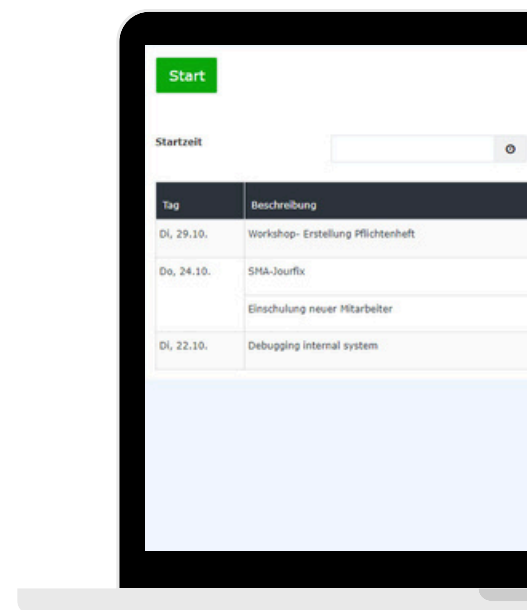 Start
Startzeit
Tag Beschreibung
Di, 29.10. Workshop- Erstellung Pflichtenheft
Do, 24.10. SMA-Jourfix
Einschulung neuer Mitarbeiter
Di, 22.10. Debugging internal system